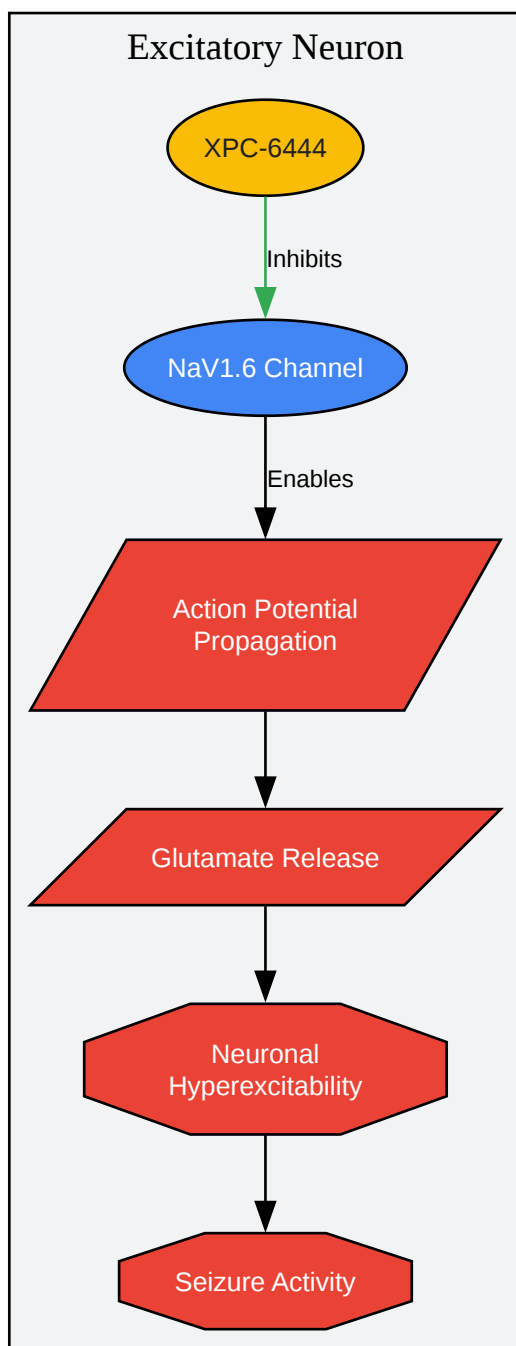 Excitatory Neuron
XPC-6444
Inhibits
NaV1.6 Channel
Enables
Action Potential
Propagation
Glutamate Release
Neuronal
Hyperexcitability
Seizure Activity